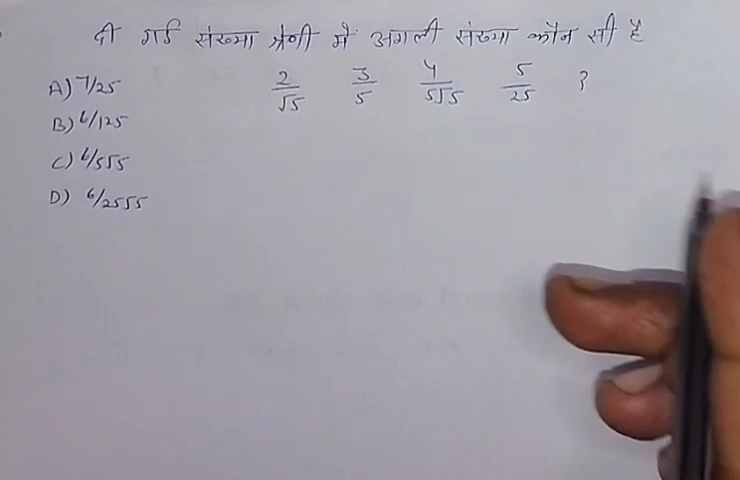 दी गई संख्या श्रेणी में अगली संख्या कौन सी है
A) 7/25 2/√5 3/5 4/5√5 5/25 ?
B) 6/125
C) 6/5√5
D) 6/25√5